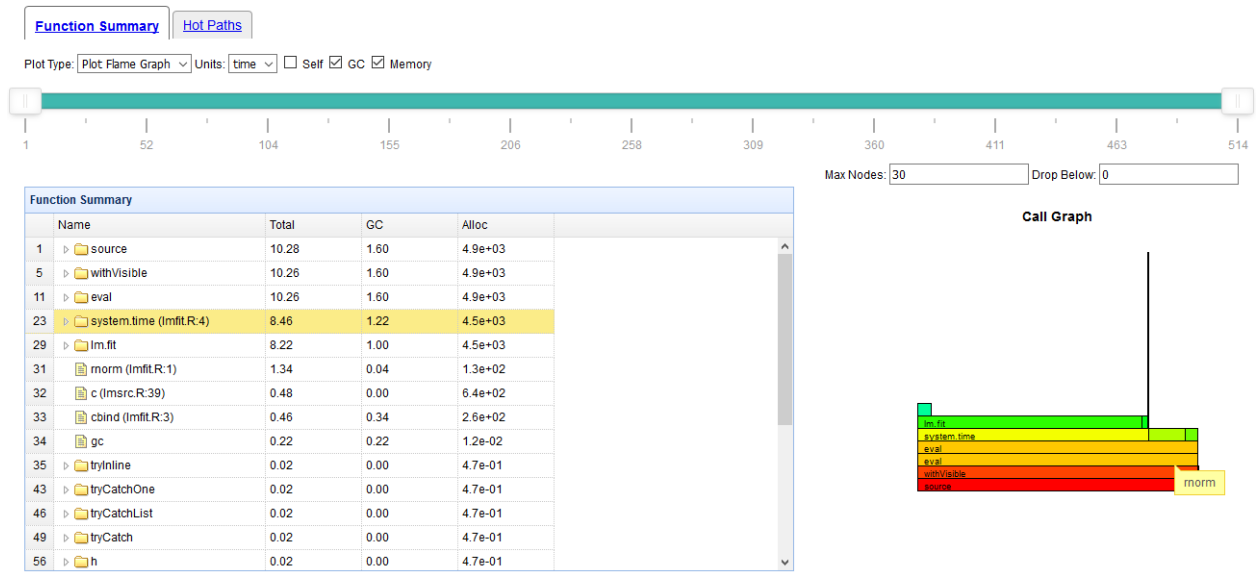 Function Summary Hot Paths
Plot Type: Plot Flame Graph Units: time Self GC Memory
1 52 104 155 206 258 309 360 411 463 514
Max Nodes: 30 Drop Below: 0
Function Summary
Name Total GC Alloc
1 source 10.28 1.60 4.9e+03
5 withVisible 10.26 1.60 4.9e+03
11 eval 10.26 1.60 4.9e+03
23 system.time (lmfit.R:4) 8.46 1.22 4.5e+03
29 lm.fit 8.22 1.00 4.5e+03
31 rnorm (lmfit.R:1) 1.34 0.04 1.3e+02
32 c (lmsrc.R:39) 0.48 0.00 6.4e+02
33 cbind (lmfit.R:3) 0.46 0.34 2.6e+02
34 gc 0.22 0.22 1.2e-02
35 tryInline 0.02 0.00 4.7e-01
43 tryCatchOne 0.02 0.00 4.7e-01
46 tryCatchList 0.02 0.00 4.7e-01
49 tryCatch 0.02 0.00 4.7e-01
56 h 0.02 0.00 4.7e-01
Call Graph
lm.fit
system.time
eval
eval
withVisible
source
rnorm